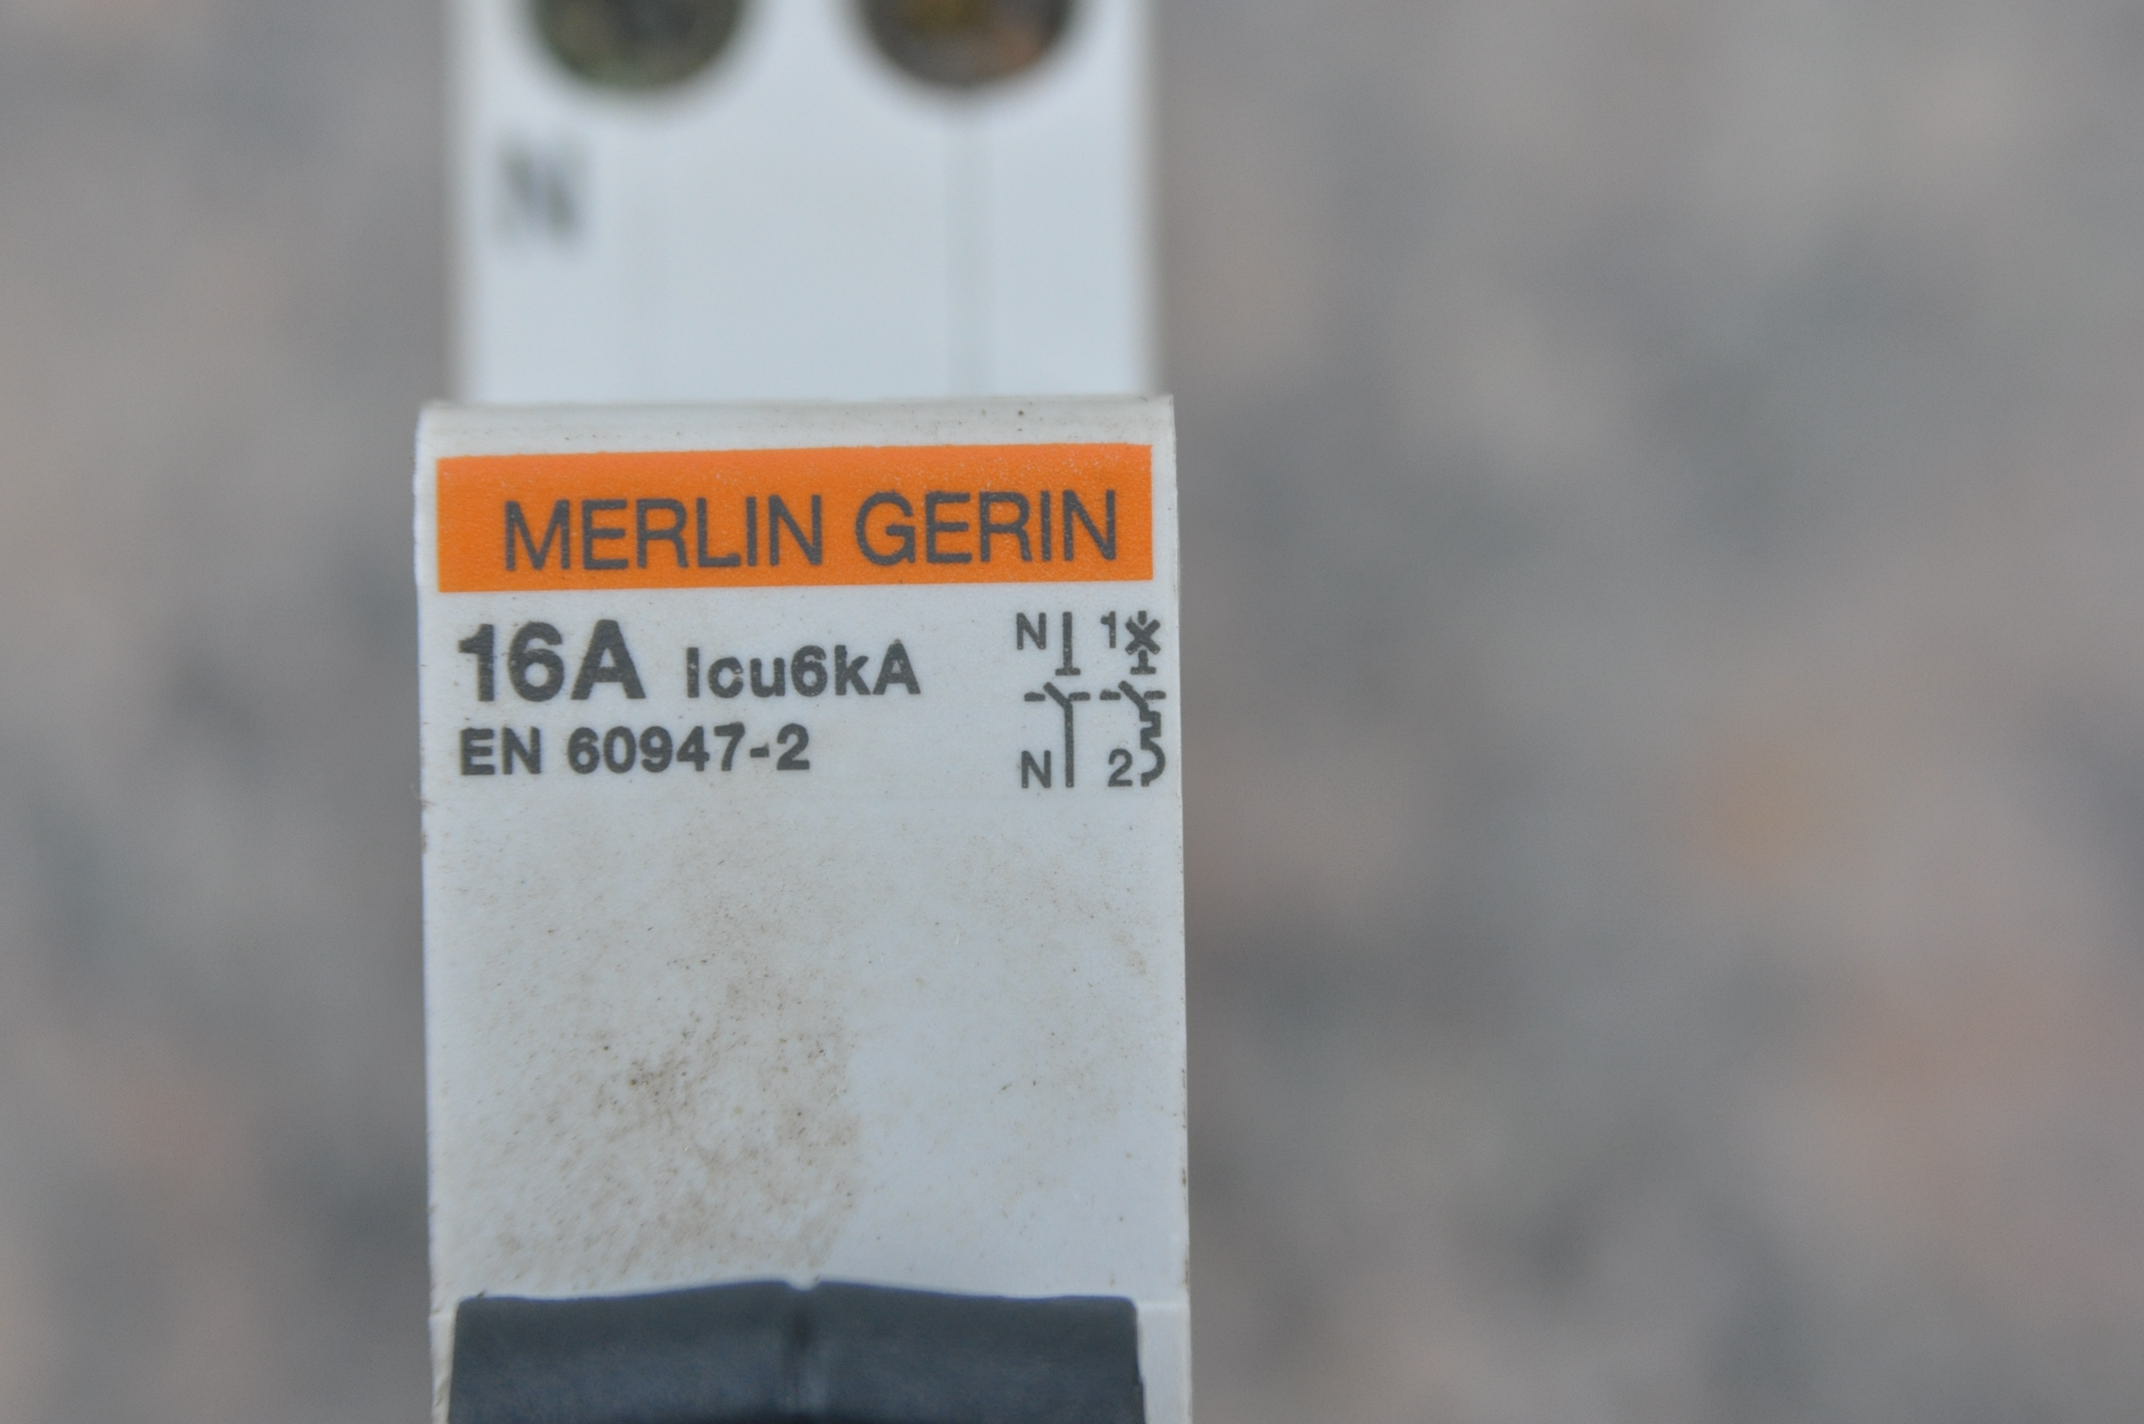 N
MERLIN GERIN
16A Icu6kA
EN 60947-2
N 1
N 2